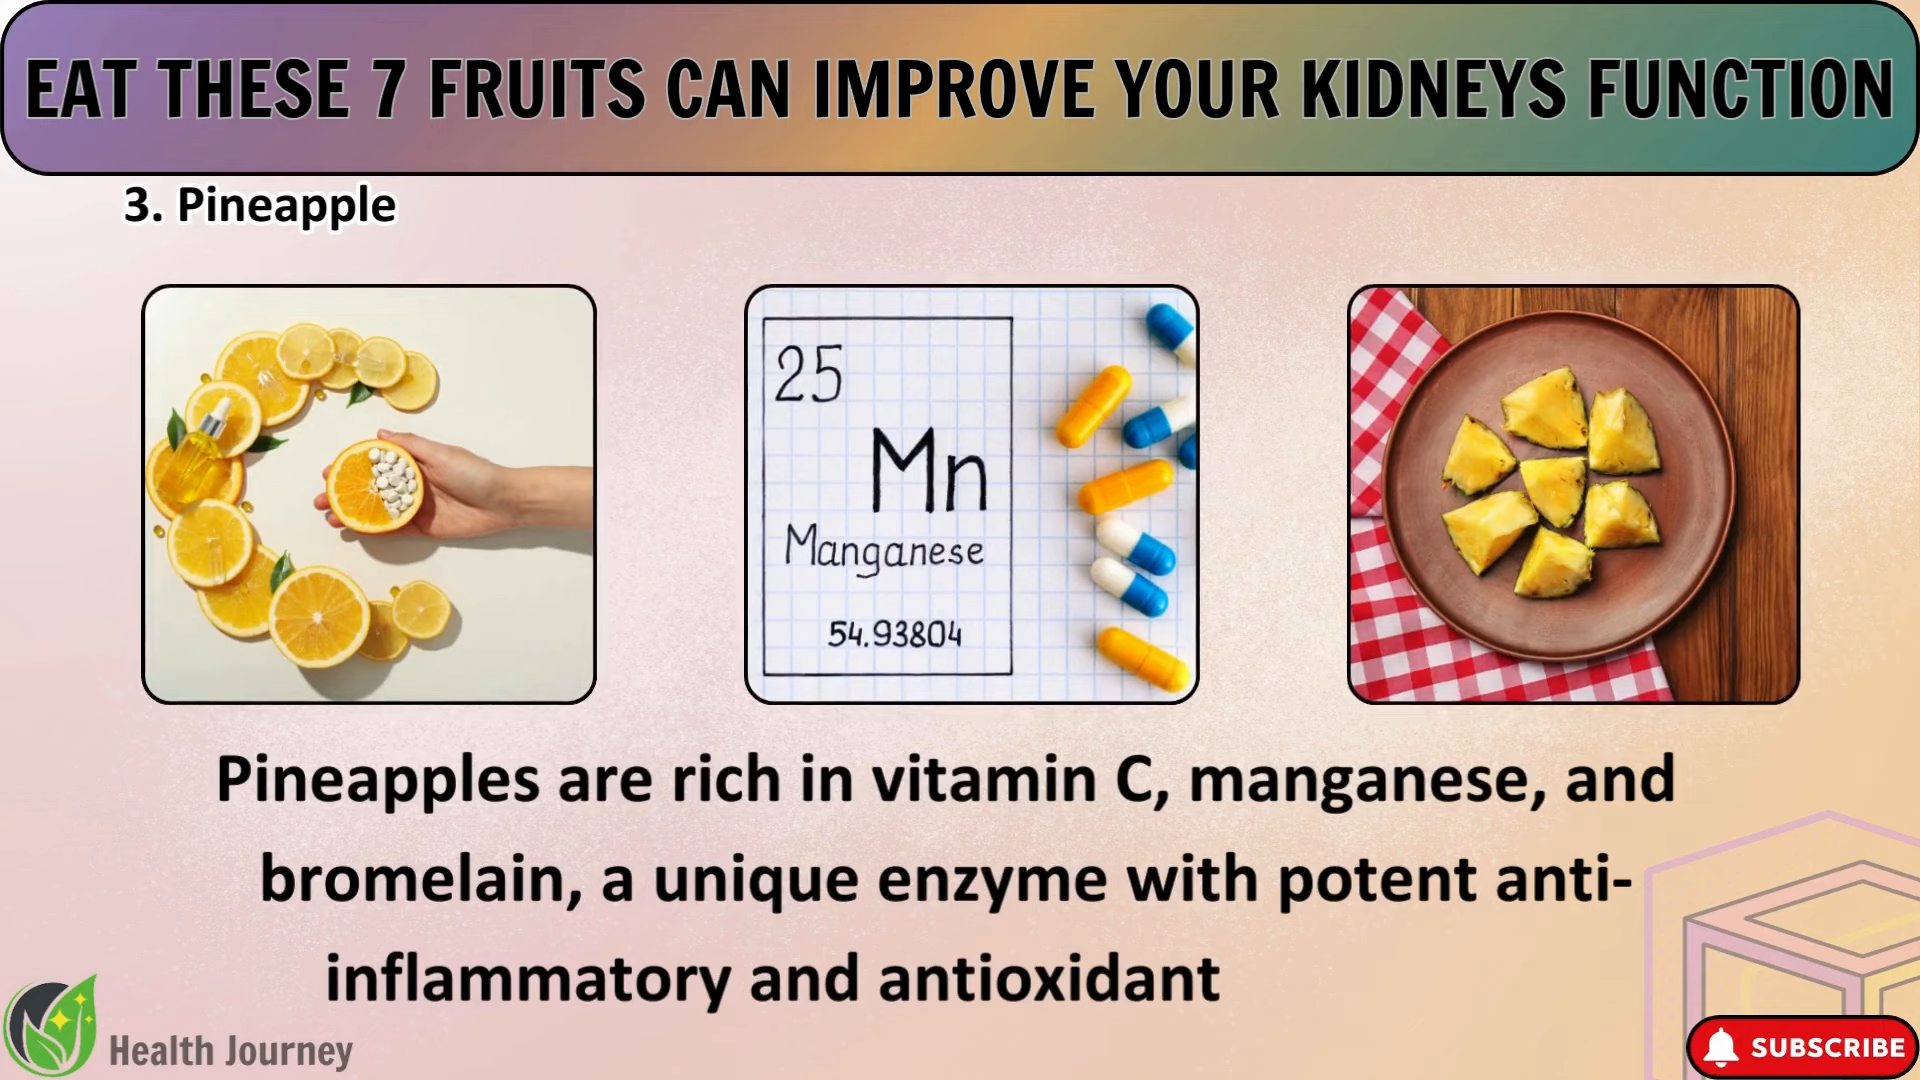 EAT THESE 7 FRUITS CAN IMPROVE YOUR KIDNEYS FUNCTION
3. Pineapple
25
Mn
Manganese
54.93804
Pineapples are rich in vitamin C, manganese, and
bromelain, a unique enzyme with potent anti-
inflammatory and antioxidant
Health Journey
SUBSCRIBE